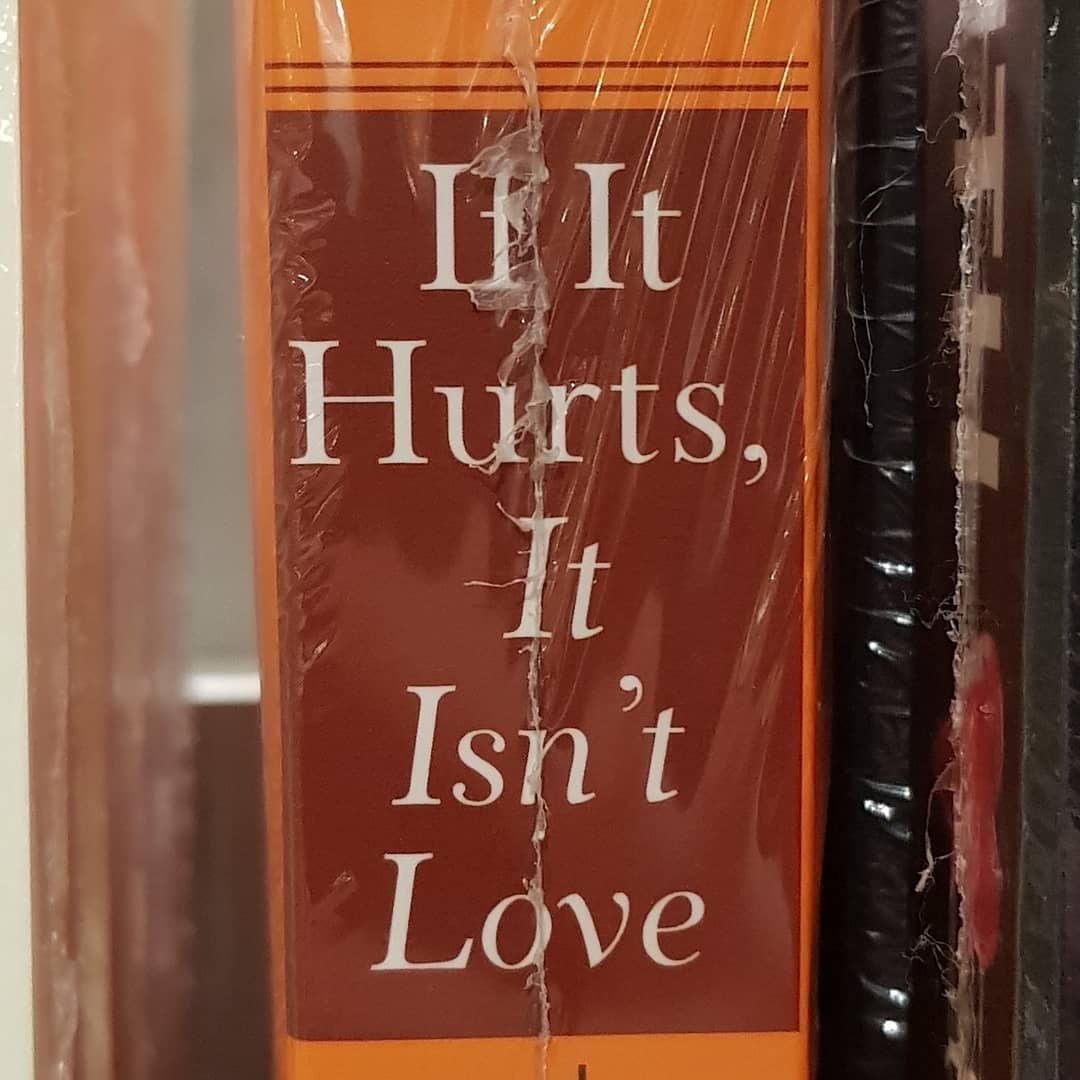 If It
Hurts,
It
Isn't
Love